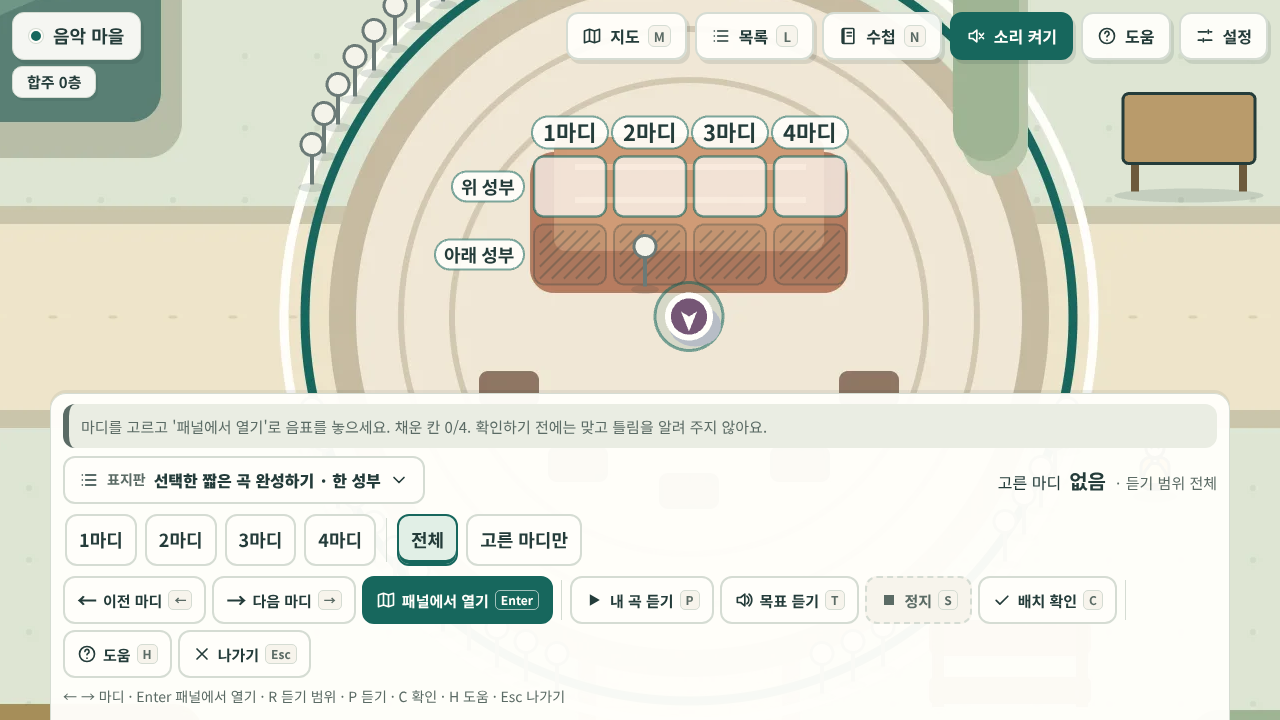 음악 마을
합주 0층
지도 M
목록 L
수첩 N
소리 켜기
도움
설정
1마디 2마디 3마디 4마디
위 성부
아래 성부
마디를 고르고 '패널에서 열기'로 음표를 놓으세요. 채운 칸 0/4. 확인하기 전에는 맞고 틀림을 알려 주지 않아요.
표지판 선택한 짧은 곡 완성하기 · 한 성부
고른 마디 없음 · 듣기 범위 전체
1마디 2마디 3마디 4마디 전체 고른 마디만
← 이전 마디 ← → 다음 마디 → 패널에서 열기 Enter 내 곡 듣기 P 목표 듣기 T 정지 S 배치 확인 C
도움 H 나가기 Esc
← → 마디 · Enter 패널에서 열기 · R 듣기 범위 · P 듣기 · C 확인 · H 도움 · Esc 나가기